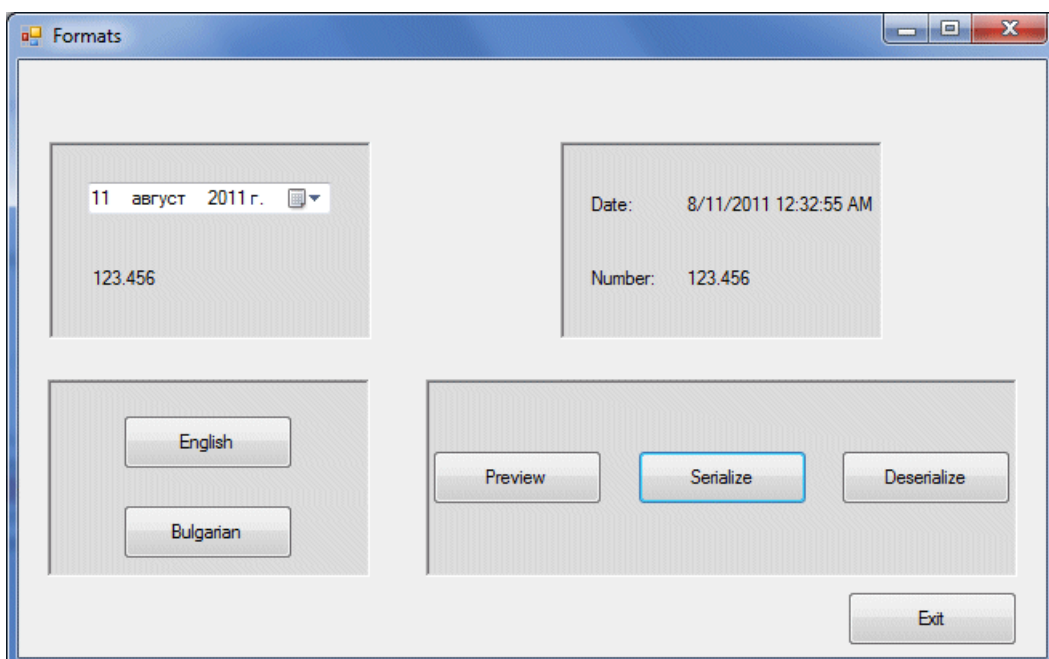 Formats
11 август 2011 г.
123.456
Date: 8/11/2011 12:32:55 AM
Number: 123.456
English
Bulgarian
Preview
Serialize
Deserialize
Exit